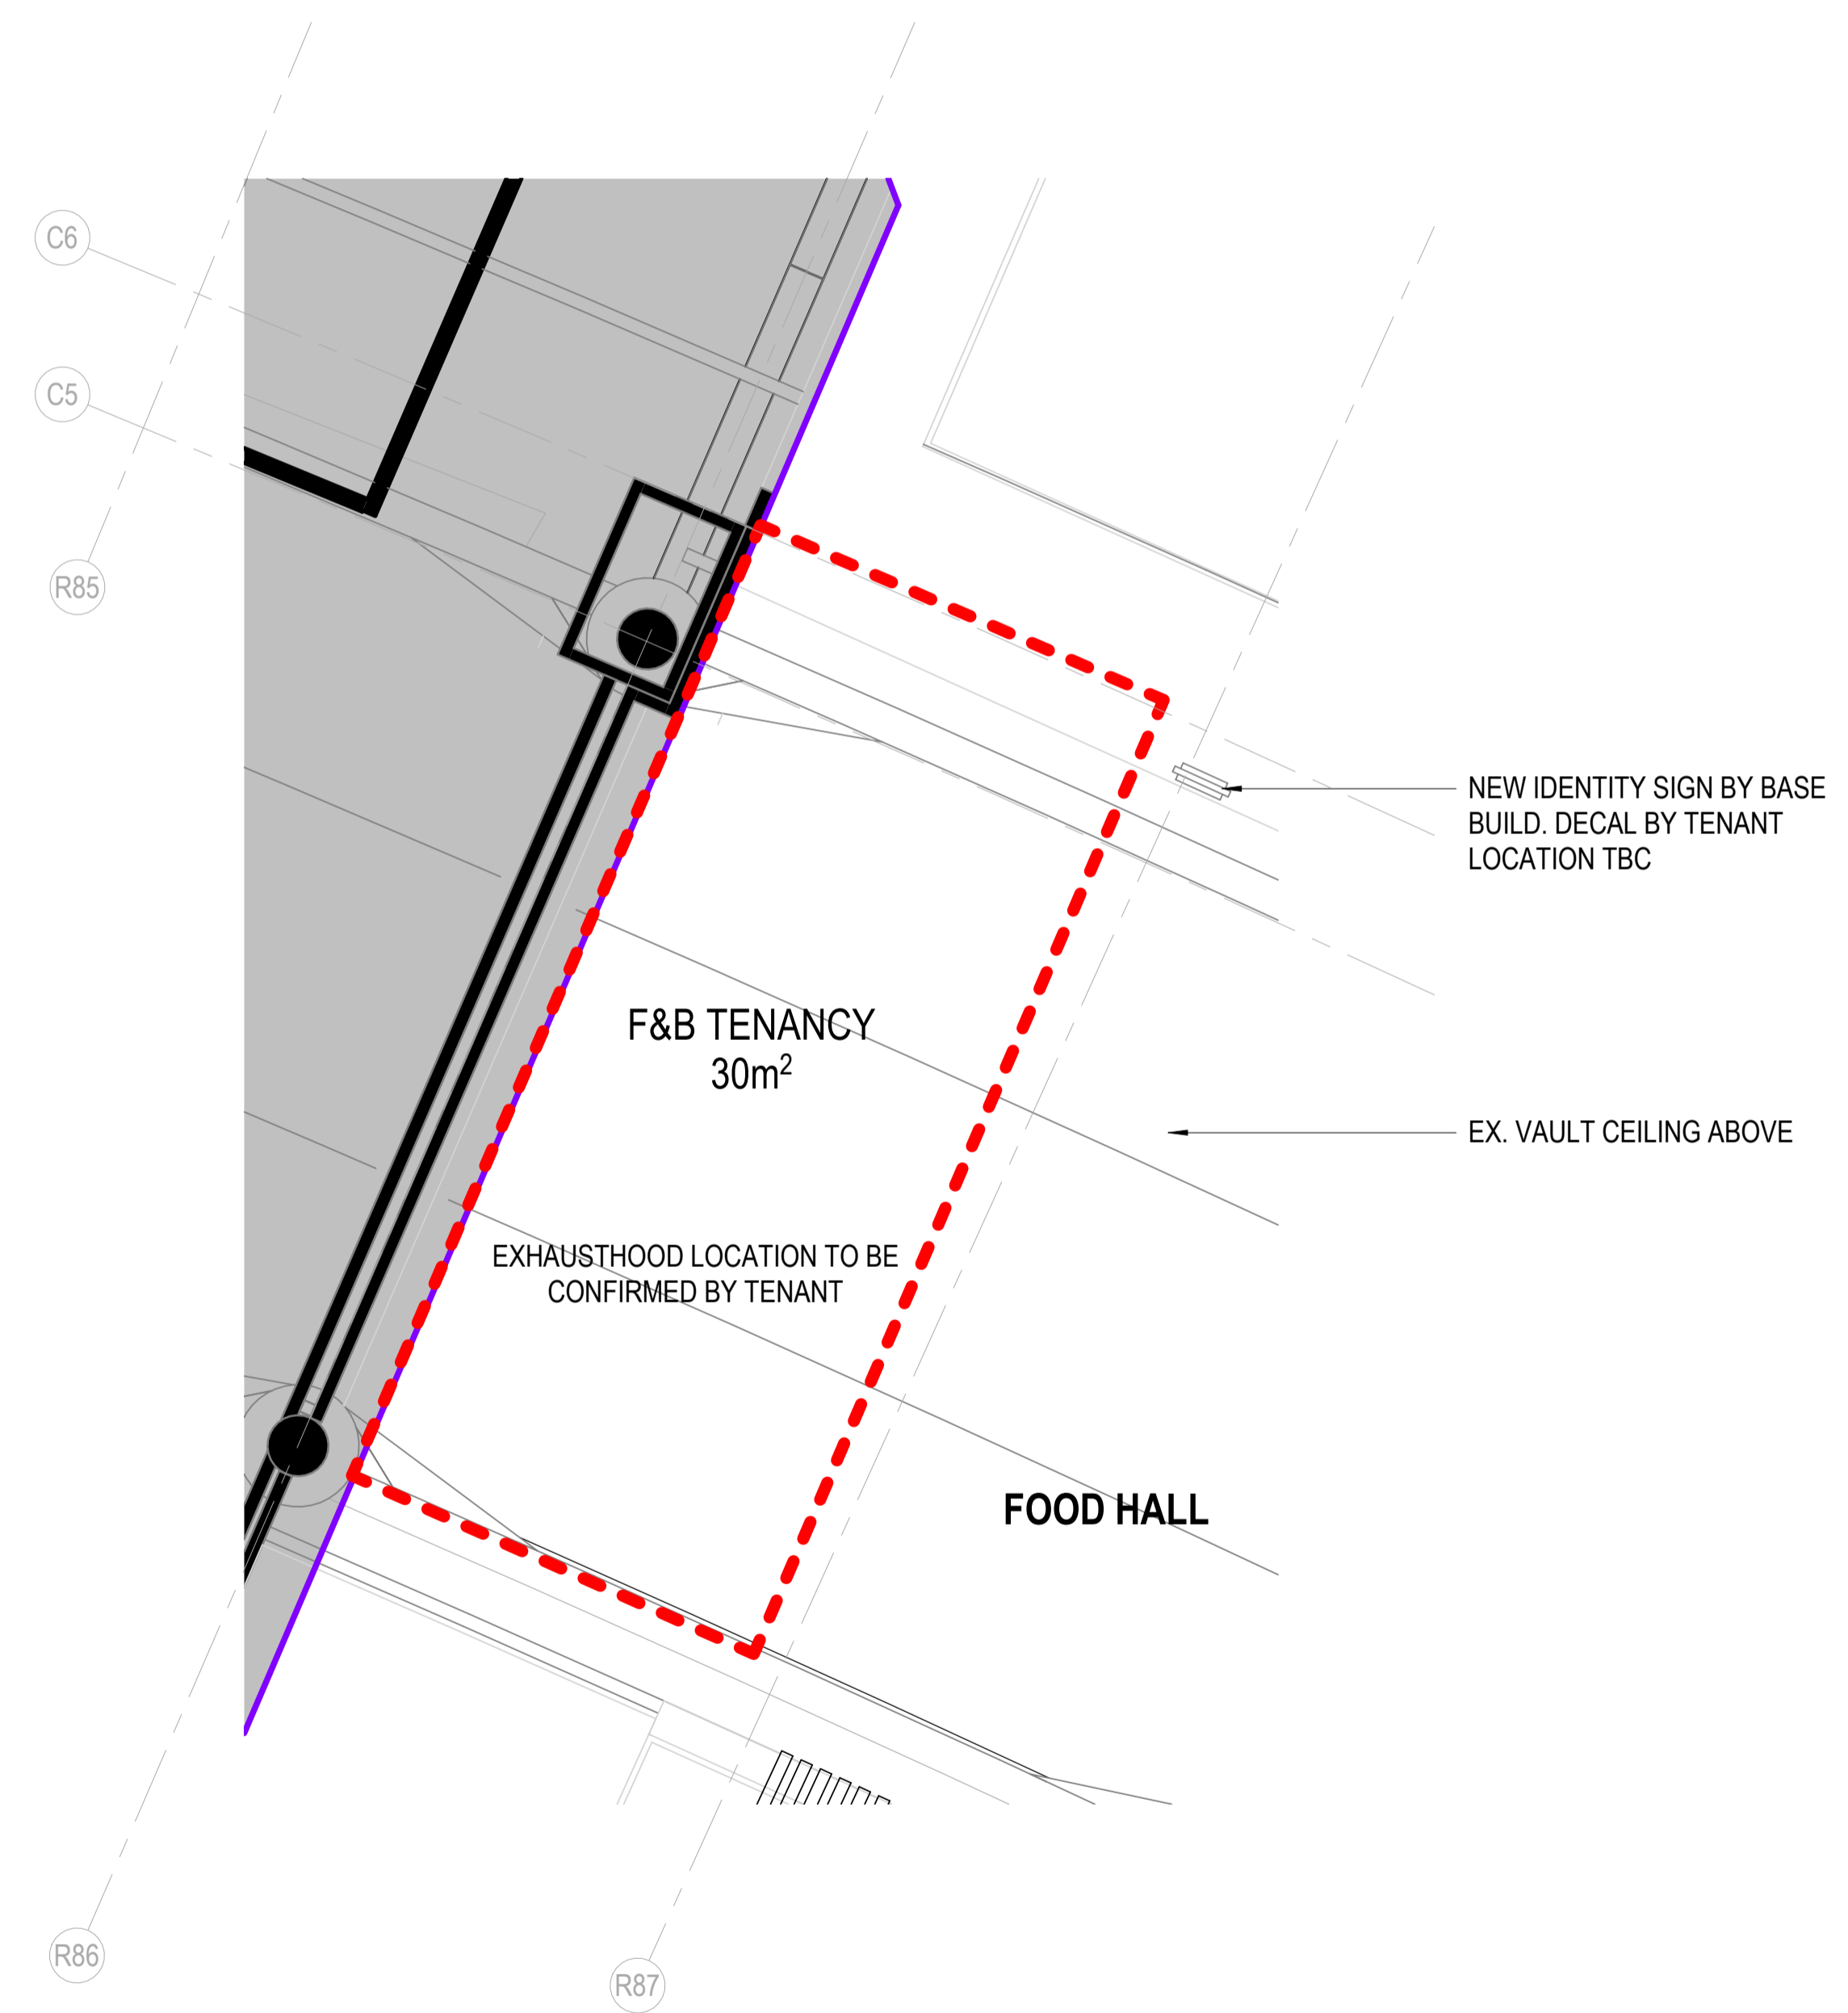 C6
C5
R85
NEW IDENTITY SIGN BY BASE
BUILD. DECAL BY TENANT
LOCATION TBC
F&B TENANCY
30m²
EX. VAULT CEILING ABOVE
EXHAUSTHOOD LOCATION TO BE
CONFIRMED BY TENANT
FOOD HALL
R86
R87